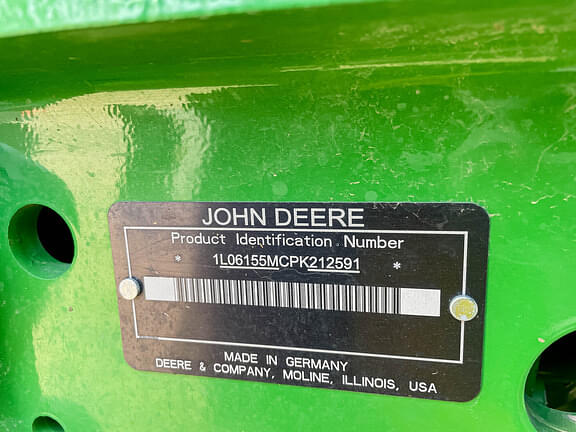 JOHN DEERE
Product Identification Number
* 1L06155MCPK212591 *
MADE IN GERMANY
DEERE & COMPANY, MOLINE, ILLINOIS, USA